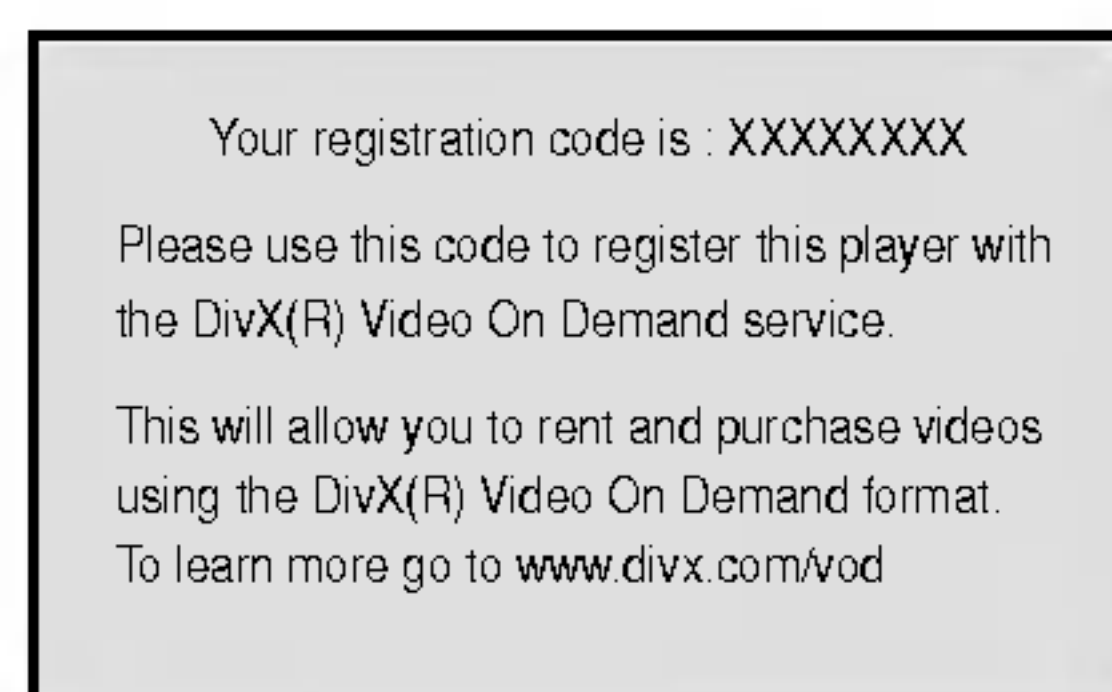 Your registration code is : XXXXXXXX
Please use this code to register this player with
the DivX(R) Video On Demand service.
This will allow you to rent and purchase videos
using the DivX(R) Video On Demand format.
To learn more go to www.divx.com/vod